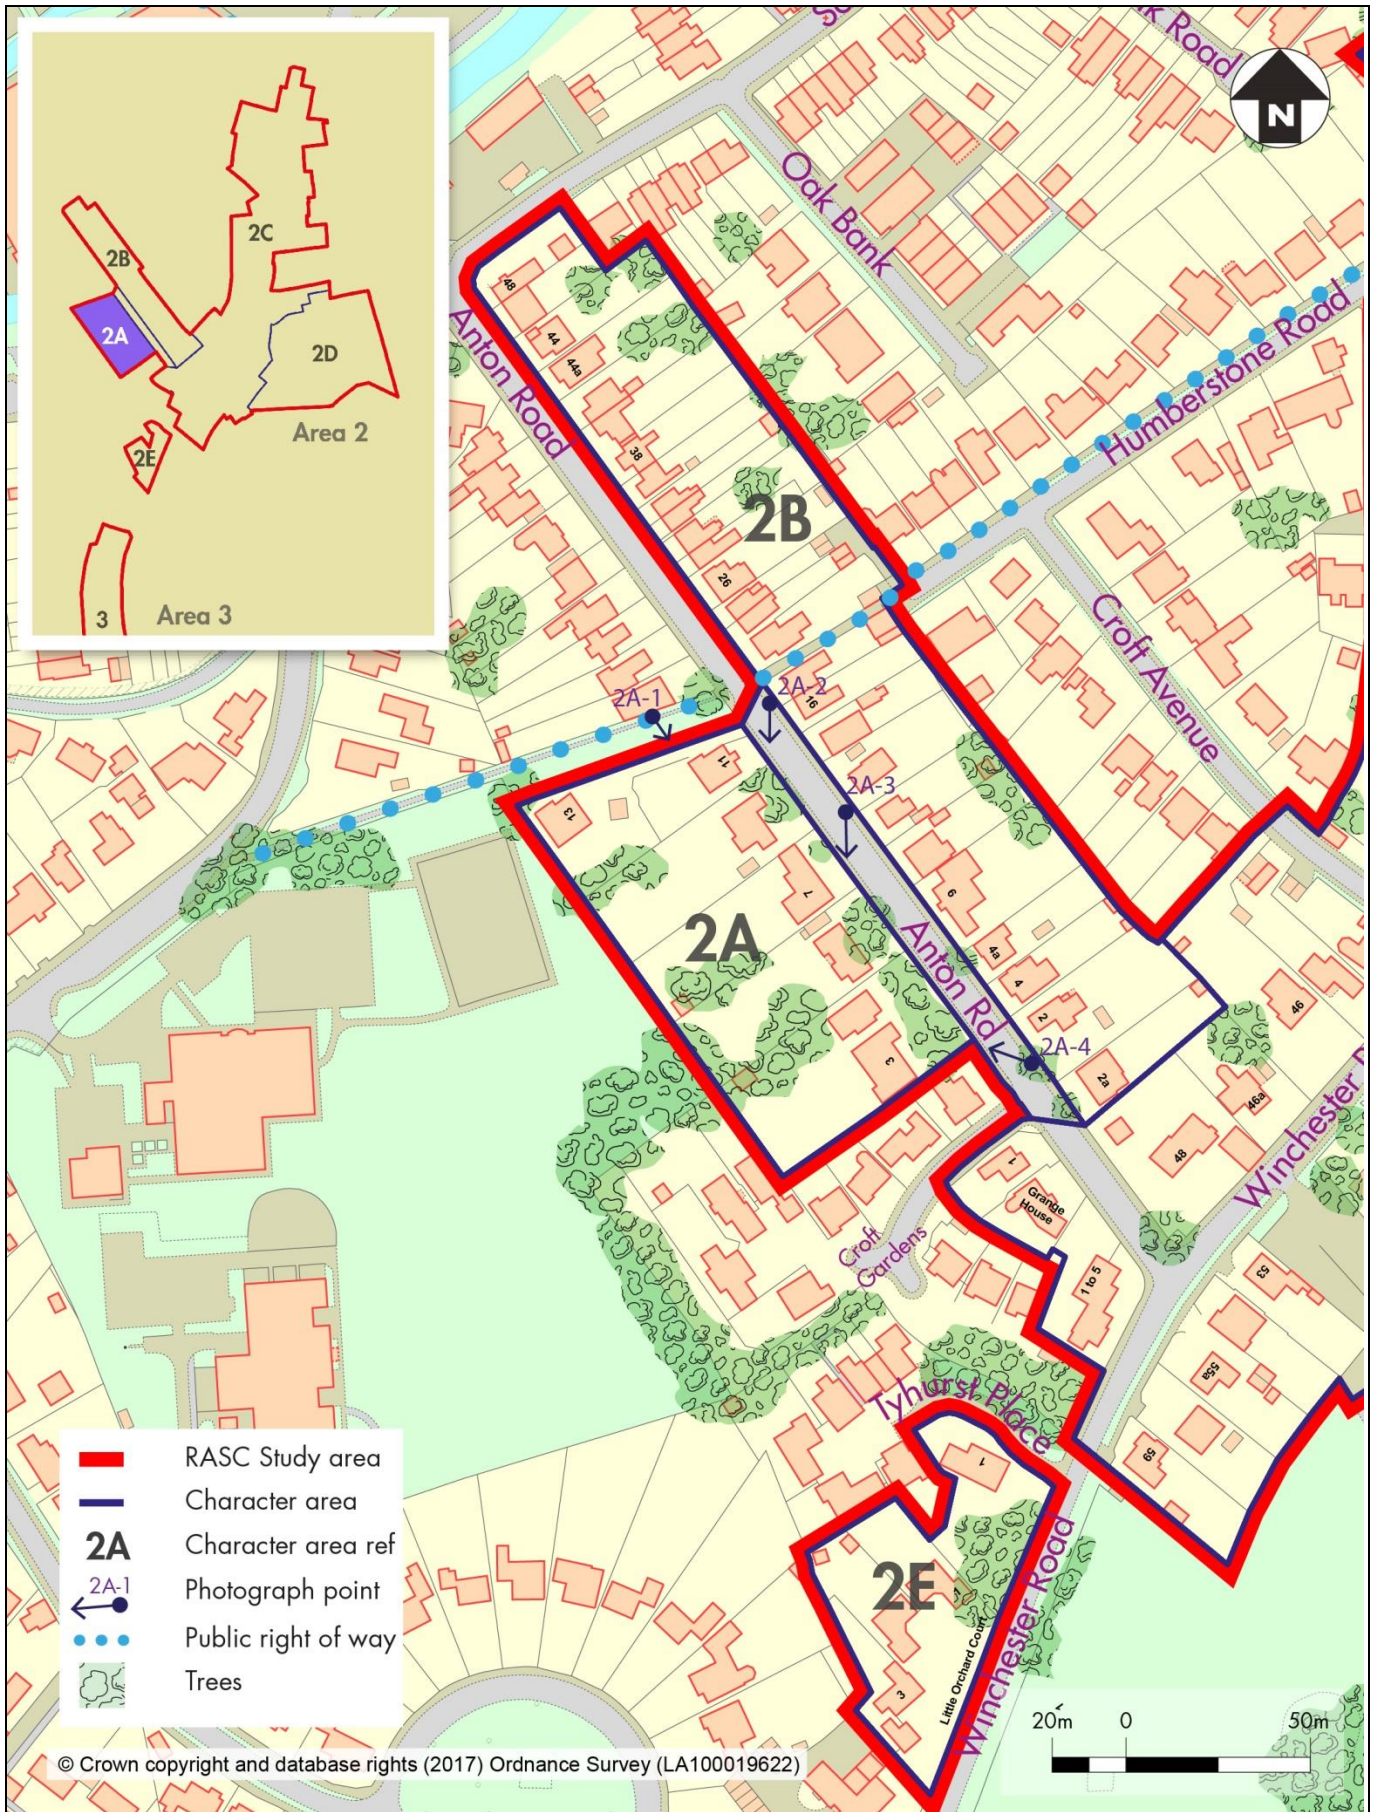 2C
2B
2A
2D
Area 2
2E
3
Area 3
N
Road
Oak Bank
Humberstone Road
Croft Avenue
Anton Road
48
44
44a
38
26
2B
2A-1
2A-2
16
11
13
2A-3
7
6
2A
Anton Rd
4a
4
2
2A-4
2a
3
46
46a
48
Winchester
1
Grange
House
Croft
Gardens
1 to 5
53
55a
59
Tyhurst Place
1
2E
3
Little Orchard Court
Winchester Road
RASC Study area
Character area
2A Character area ref
2A-1 Photograph point
Public right of way
Trees
20m 0 50m
© Crown copyright and database rights (2017) Ordnance Survey (LA100019622)